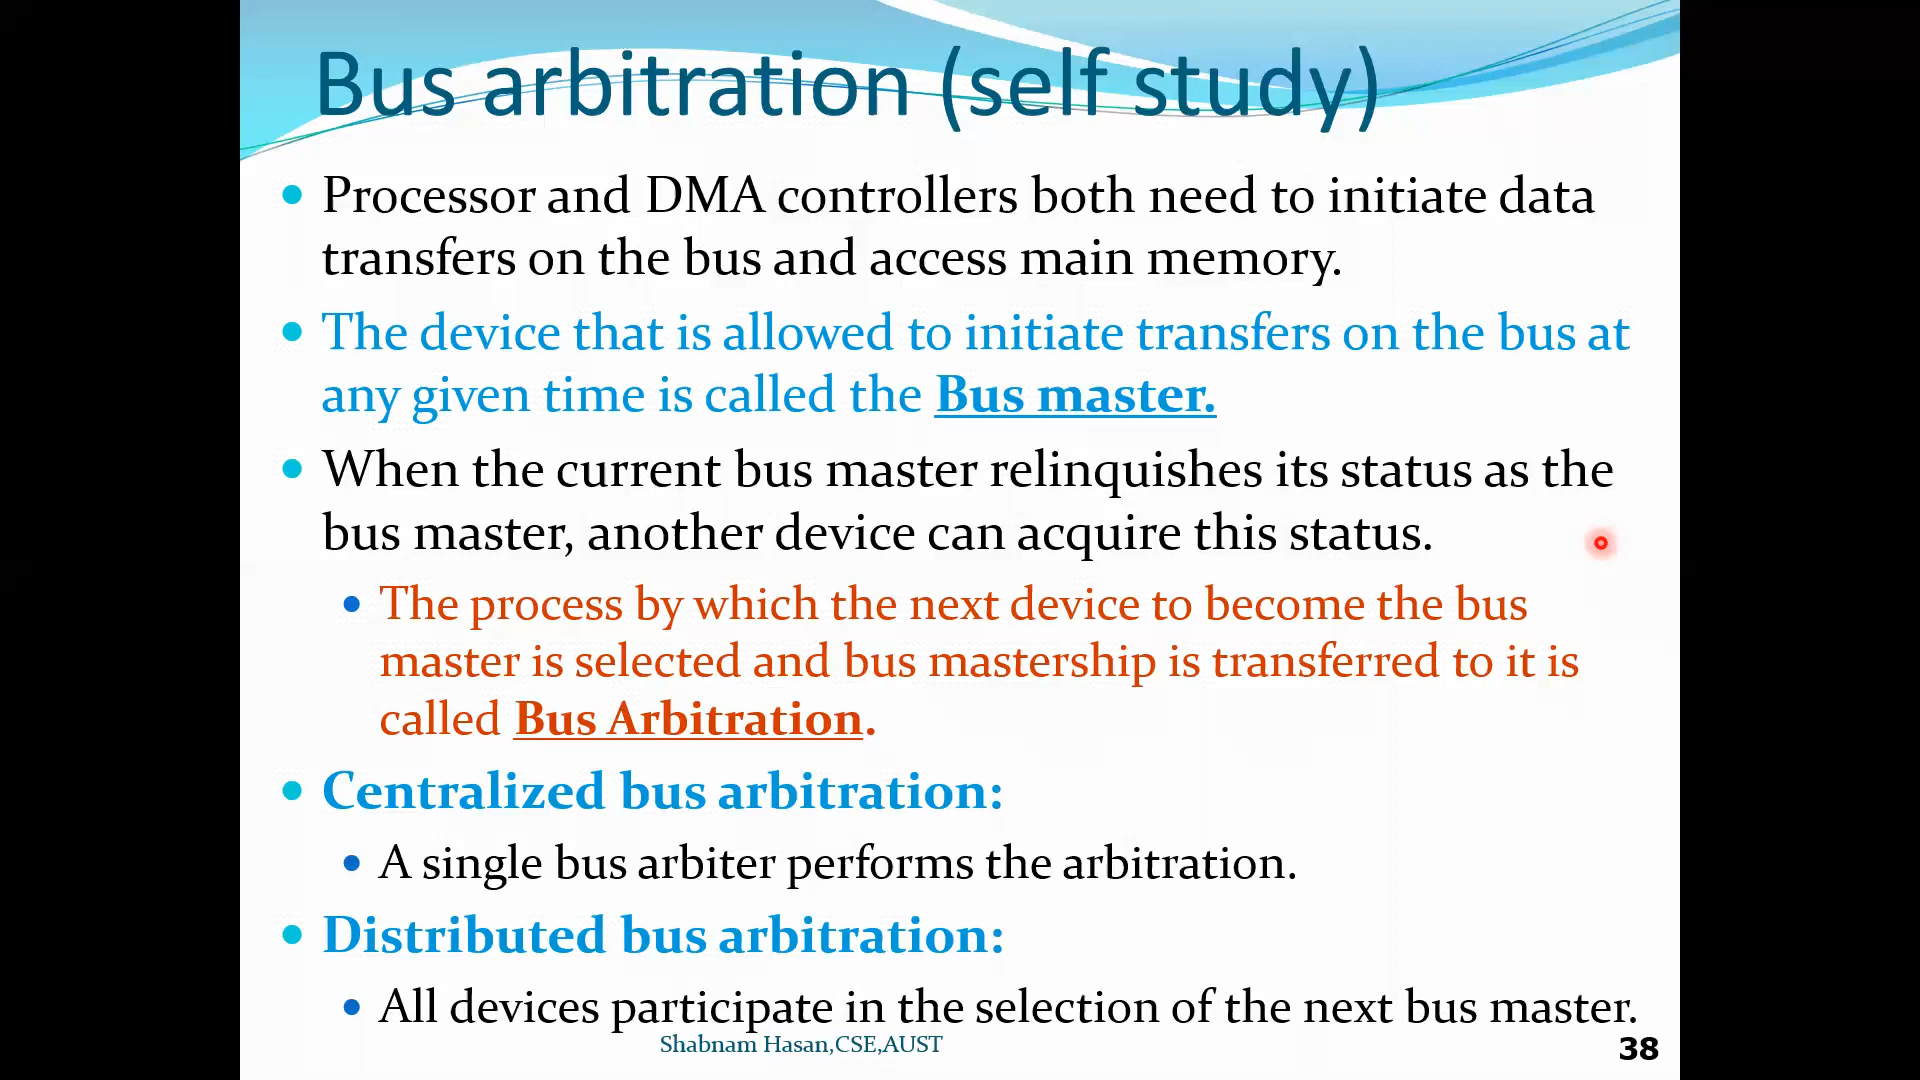 Bus arbitration (self study)
Processor and DMA controllers both need to initiate data
transfers on the bus and access main memory.
The device that is allowed to initiate transfers on the bus at
any given time is called the Bus master.
When the current bus master relinquishes its status as the
bus master, another device can acquire this status.
The process by which the next device to become the bus
master is selected and bus mastership is transferred to it is
called Bus Arbitration.
Centralized bus arbitration:
A single bus arbiter performs the arbitration.
Distributed bus arbitration:
All devices participate in the selection of the next bus master.
Shabnam Hasan,CSE,AUST
38